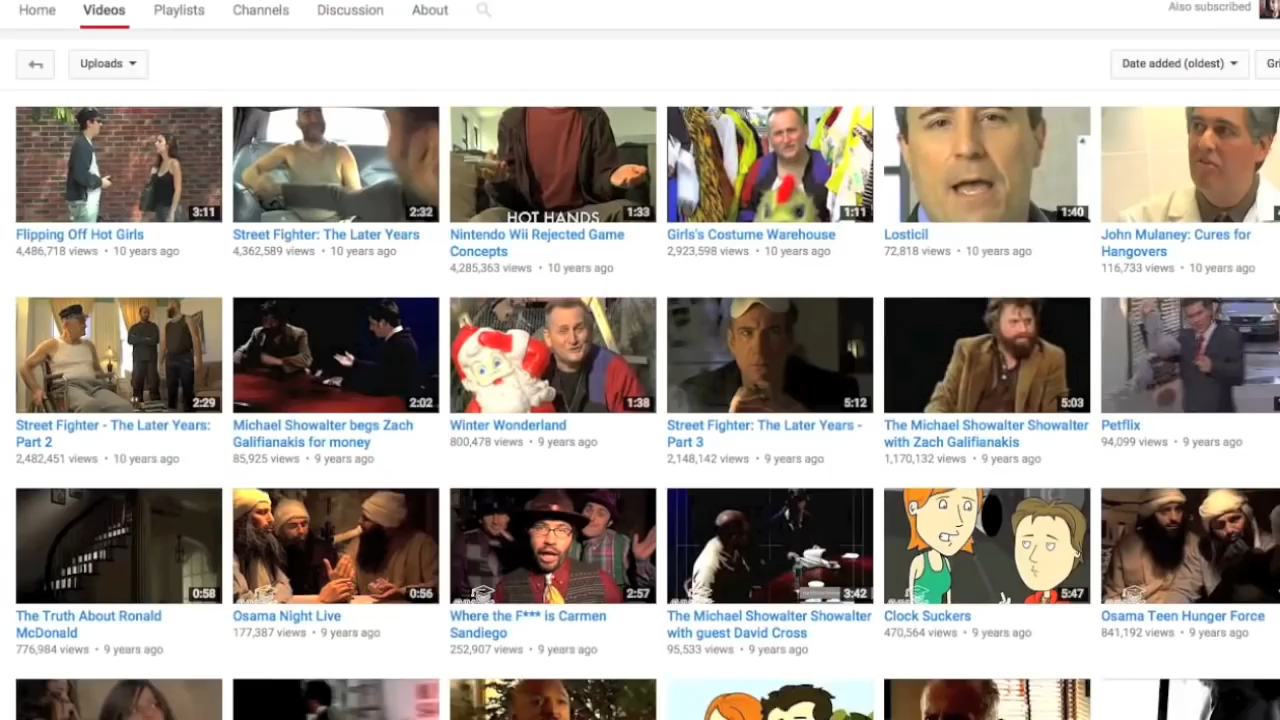 Home Videos Playlists Channels Discussion About Also subscribed
Uploads Date added (oldest) Gri
3:11 2:32 HOT HANDS 1:33 1:11 1:40
Flipping Off Hot Girls
4,486,718 views • 10 years ago
Street Fighter: The Later Years
4,362,589 views • 10 years ago
Nintendo Wii Rejected Game
Concepts
4,285,363 views • 10 years ago
Girls's Costume Warehouse
2,923,598 views • 10 years ago
Losticil
72,818 views • 10 years ago
John Mulaney: Cures for
Hangovers
116,733 views • 10 years ago
2:29 2:02 1:38 5:12 5:03
Street Fighter - The Later Years:
Part 2
2,482,451 views • 10 years ago
Michael Showalter begs Zach
Galifianakis for money
85,925 views • 9 years ago
Winter Wonderland
800,478 views • 9 years ago
Street Fighter: The Later Years -
Part 3
2,148,142 views • 9 years ago
The Michael Showalter Showalter
with Zach Galifianakis
1,170,132 views • 9 years ago
Petflix
94,099 views • 9 years ago
0:58 0:56 2:57 3:42 5:47
The Truth About Ronald
McDonald
776,984 views • 9 years ago
Osama Night Live
177,387 views • 9 years ago
Where the F*** is Carmen
Sandiego
252,907 views • 9 years ago
The Michael Showalter Showalter
with guest David Cross
95,533 views • 9 years ago
Clock Suckers
470,564 views • 9 years ago
Osama Teen Hunger Force
841,192 views • 9 years ago